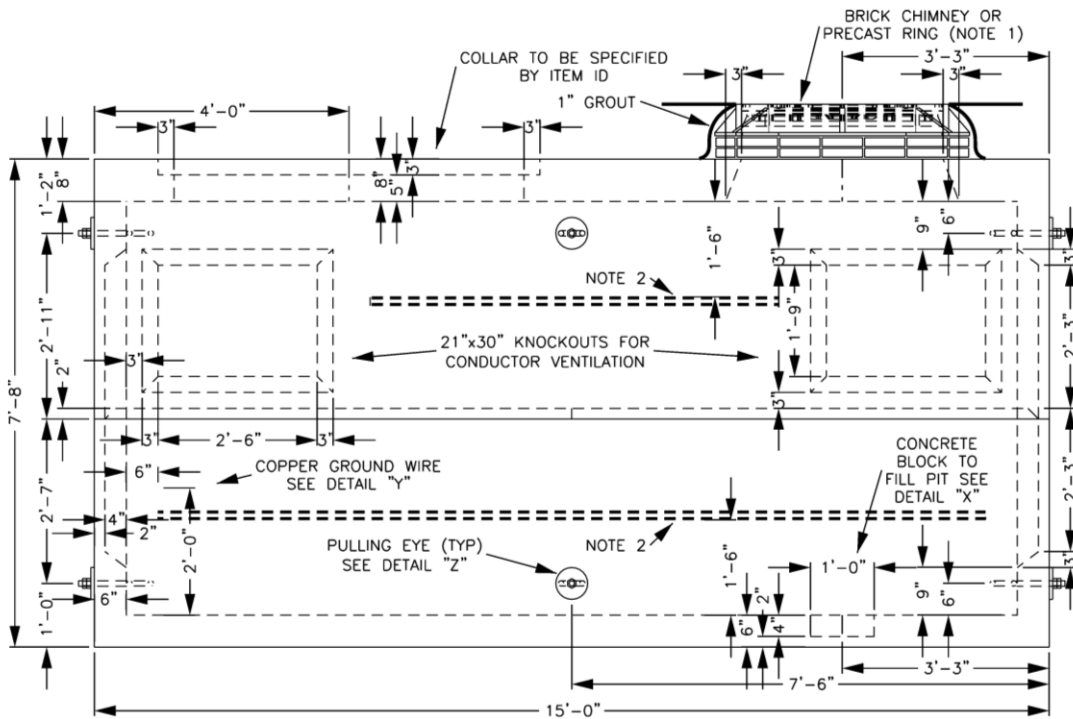 BRICK CHIMNEY OR
PRECAST RING (NOTE 1)
3'-3"
COLLAR TO BE SPECIFIED
BY ITEM ID
3"
3"
1" GROUT
4'-0"
3"
3"
1'-2"
8"
8"
5"
3"
1'-6"
9"
6"
3"
3"
NOTE 2
1'-9"
2'-3"
2'-11"
7'-8"
21"x30" KNOCKOUTS FOR
CONDUCTOR VENTILATION
3"
2"
3"
3"
2'-6"
3"
6"
COPPER GROUND WIRE
SEE DETAIL "Y"
CONCRETE
BLOCK TO
FILL PIT SEE
DETAIL "X"
2'-7"
2'-3"
4"
2"
2'-0"
NOTE 2
PULLING EYE (TYP)
SEE DETAIL "Z"
1'-6"
1'-0"
3"
6"
1'-0"
2"
6"
4"
9"
6"
3'-3"
7'-6"
15'-0"